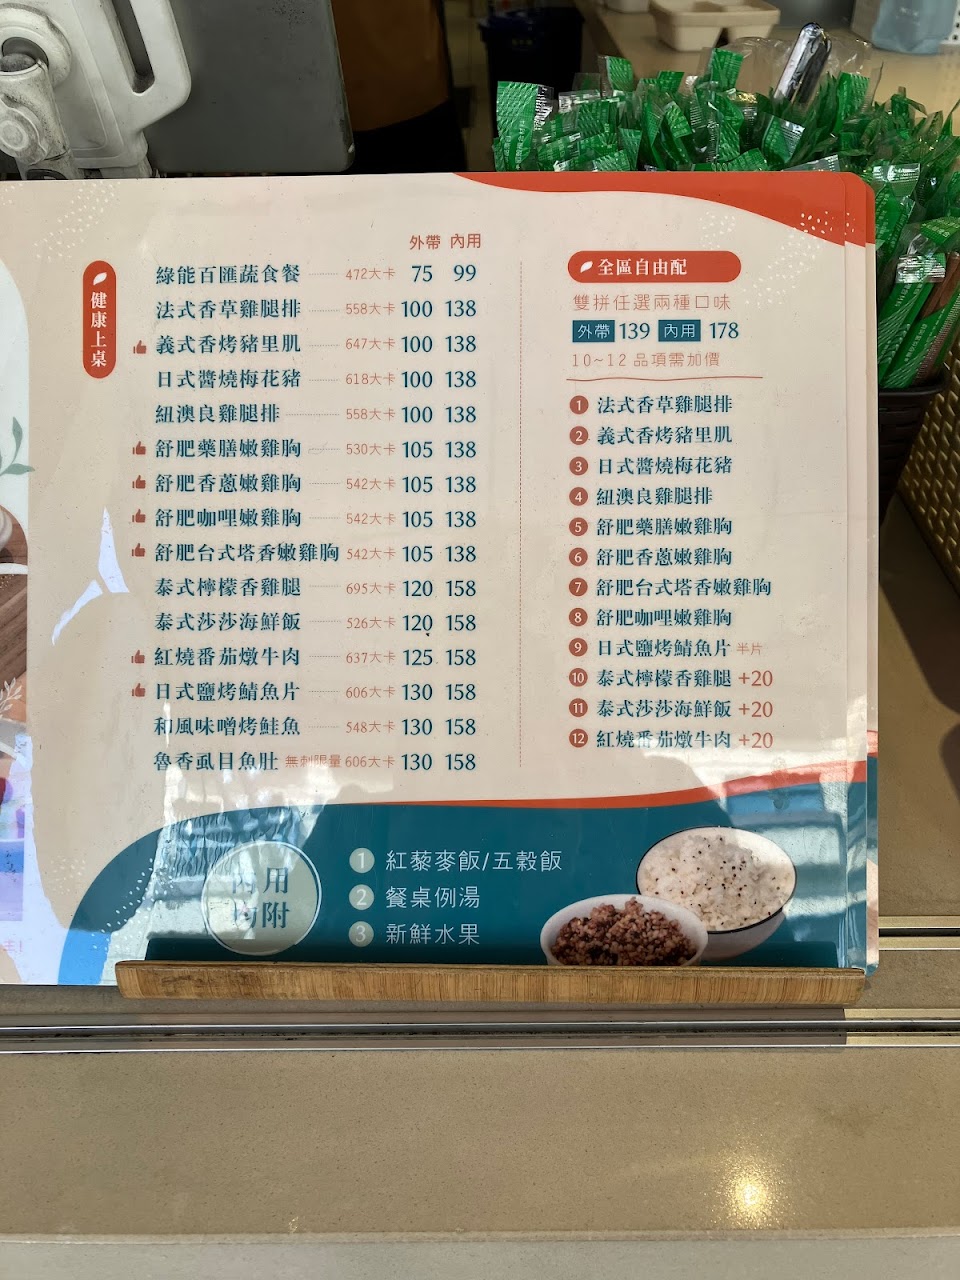 外帶 內用
健康上桌
綠能百匯蔬食餐 472大卡 75 99
法式香草雞腿排 558大卡 100 138
義式香烤豬里肌 647大卡 100 138
日式醬燒梅花豬 618大卡 100 138
紐澳良雞腿排 558大卡 100 138
舒肥藥膳嫩雞胸 530大卡 105 138
舒肥香蔥嫩雞胸 542大卡 105 138
舒肥咖哩嫩雞胸 542大卡 105 138
舒肥台式塔香嫩雞胸 542大卡 105 138
泰式檸檬香雞腿 695大卡 120 158
泰式莎莎海鮮飯 526大卡 120 158
紅燒番茄燉牛肉 637大卡 125 158
日式鹽烤鯖魚片 606大卡 130 158
和風味噌烤鮭魚 548大卡 130 158
魯香虱目魚肚 無刺限量 606大卡 130 158
全區自由配
雙拼任選兩種口味
外帶 139 內用 178
10~12 品項需加價
1 法式香草雞腿排
2 義式香烤豬里肌
3 日式醬燒梅花豬
4 紐澳良雞腿排
5 舒肥藥膳嫩雞胸
6 舒肥香蔥嫩雞胸
7 舒肥台式塔香嫩雞胸
8 舒肥咖哩嫩雞胸
9 日式鹽烤鯖魚片 半片
10 泰式檸檬香雞腿 +20
11 泰式莎莎海鮮飯 +20
12 紅燒番茄燉牛肉 +20
內用
均附
1 紅藜麥飯/五穀飯
2 餐桌例湯
3 新鮮水果